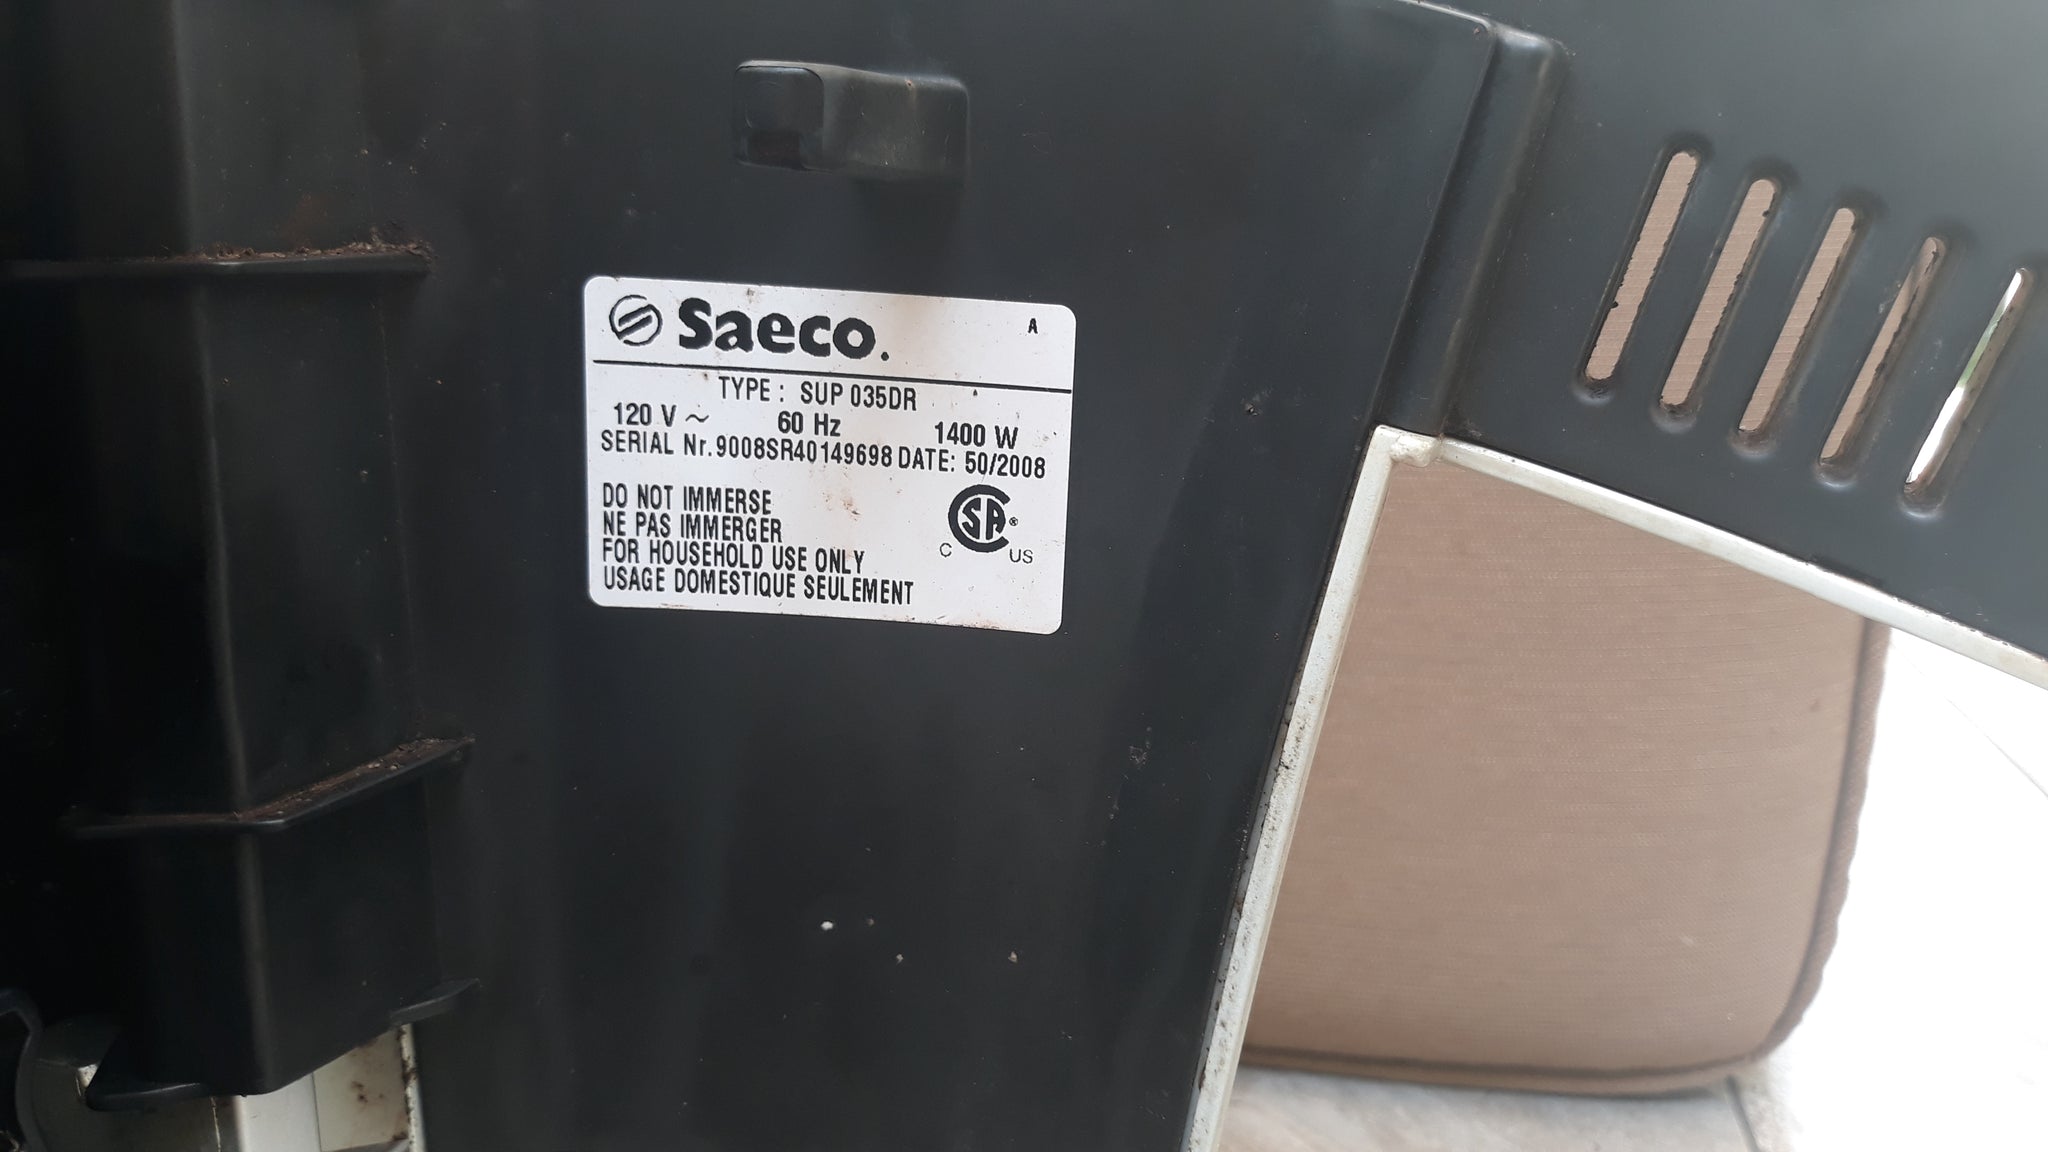 Saeco.
A
TYPE : SUP 035DR
120 V ~ 60 Hz 1400 W
SERIAL Nr. 9008SR40149698 DATE: 50/2008
DO NOT IMMERSE
NE PAS IMMERGER
FOR HOUSEHOLD USE ONLY
USAGE DOMESTIQUE SEULEMENT
SA ®
C US